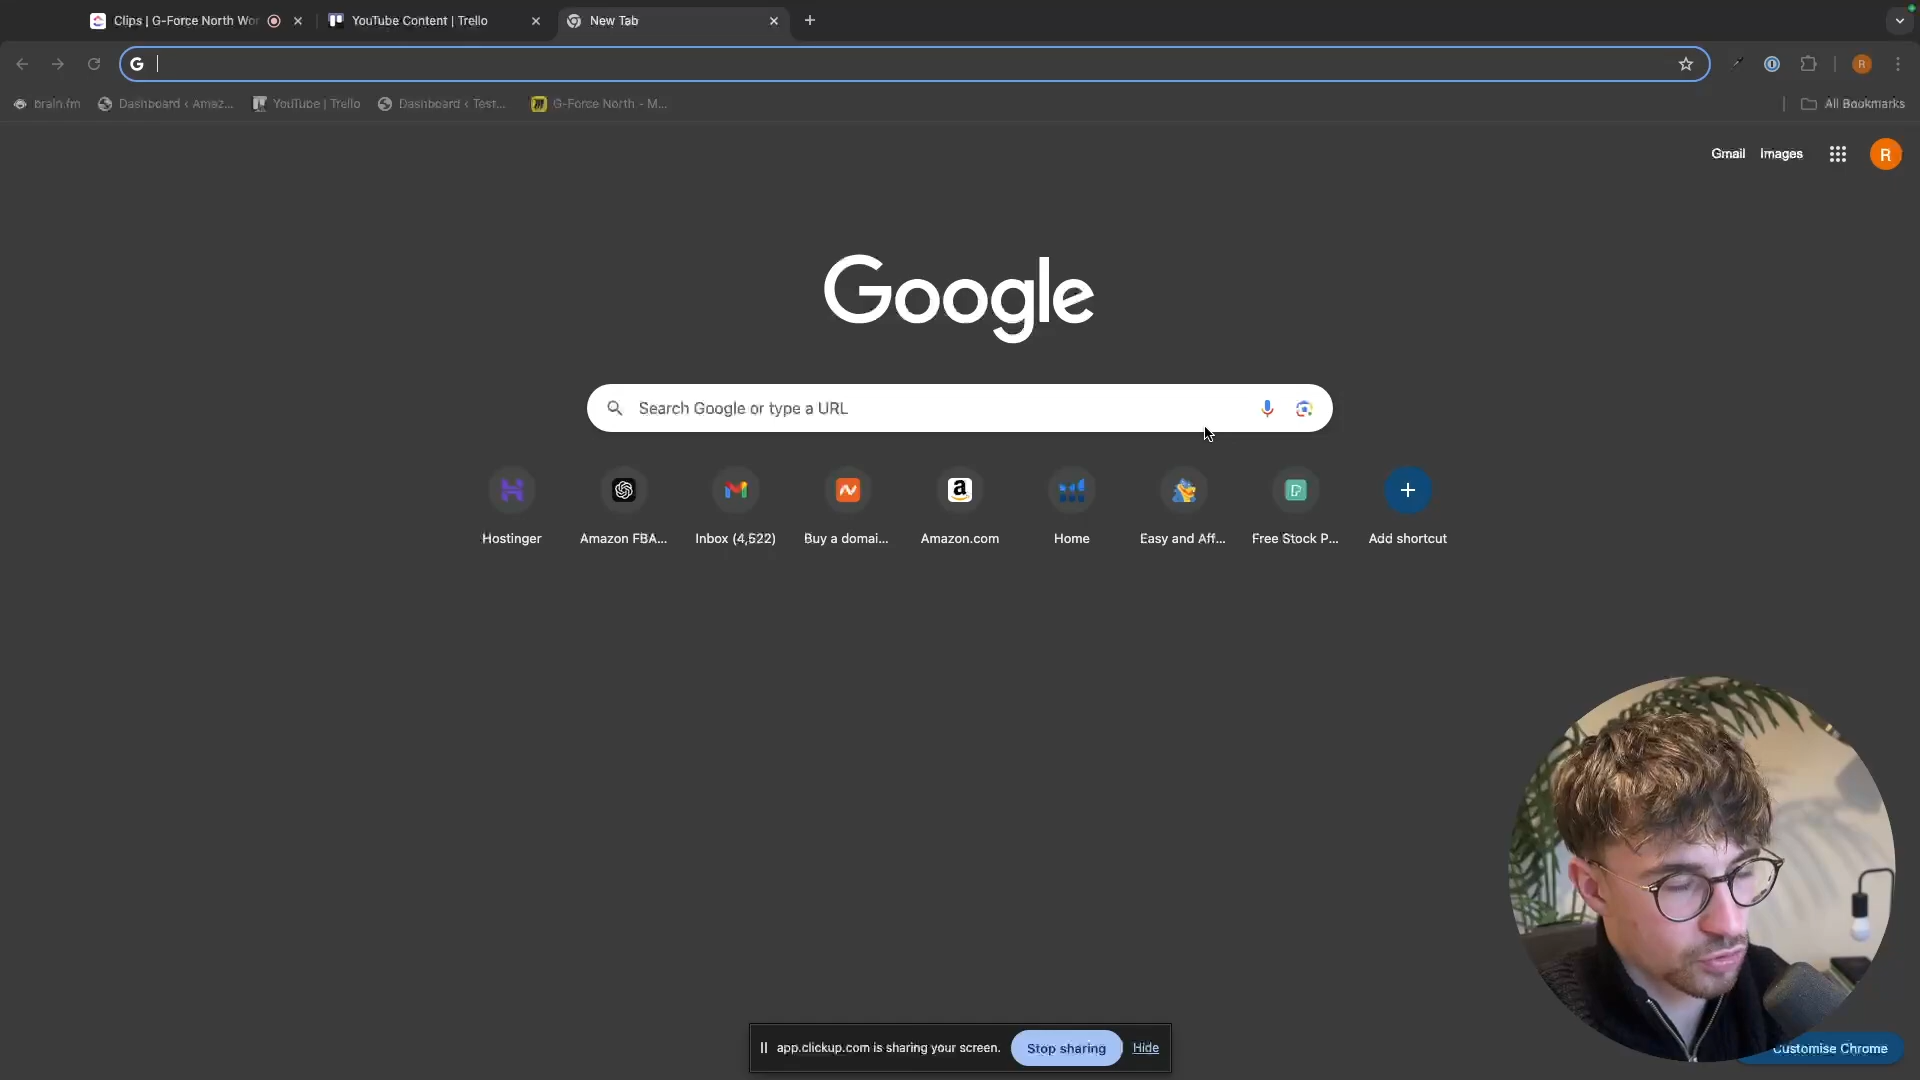 Clips | G-Force North Wor
YouTube Content | Trello
New Tab
G
brain.fm
Dashboard ‹ Amaz...
YouTube | Trello
Dashboard ‹ Test...
G-Force North - M...
All Bookmarks
R
Gmail
Images
R
Google
Search Google or type a URL
Hostinger
Amazon FBA...
Inbox (4,522)
Buy a domai...
Amazon.com
Home
Easy and Aff...
Free Stock P...
Add shortcut
app.clickup.com is sharing your screen.
Stop sharing
Hide
Customise Chrome